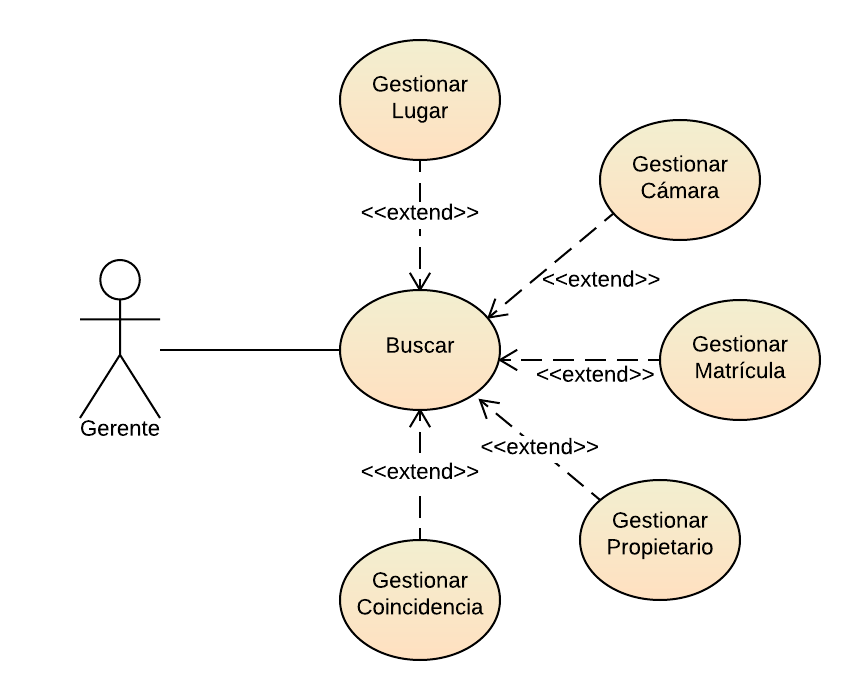 Gestionar
Lugar
Gestionar
Cámara
<<extend>>
<<extend>>
Buscar
Gestionar
Matrícula
<<extend>>
Gerente
<<extend>>
<<extend>>
Gestionar
Propietario
Gestionar
Coincidencia